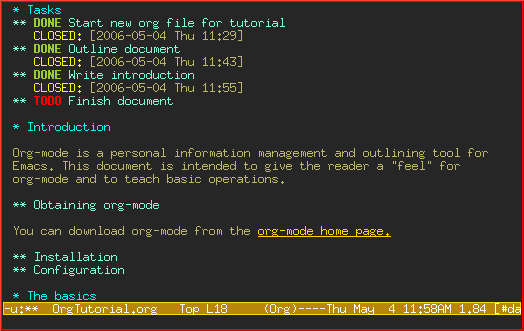 * Tasks
** DONE Start new org file for tutorial
CLOSED: [2006-05-04 Thu 11:29]
** DONE Outline document
CLOSED: [2006-05-04 Thu 11:43]
** DONE Write introduction
CLOSED: [2006-05-04 Thu 11:55]
** TODO Finish document
* Introduction
Org-mode is a personal information management and outlining tool for
Emacs. This document is intended to give the reader a "feel" for
org-mode and to teach basic operations.
** Obtaining org-mode
You can download org-mode from the org-mode home page.
** Installation
** Configuration
* The basics
-u:** OrgTutorial.org Top L18 (Org)----Thu May 4 11:58AM 1.84 [#da